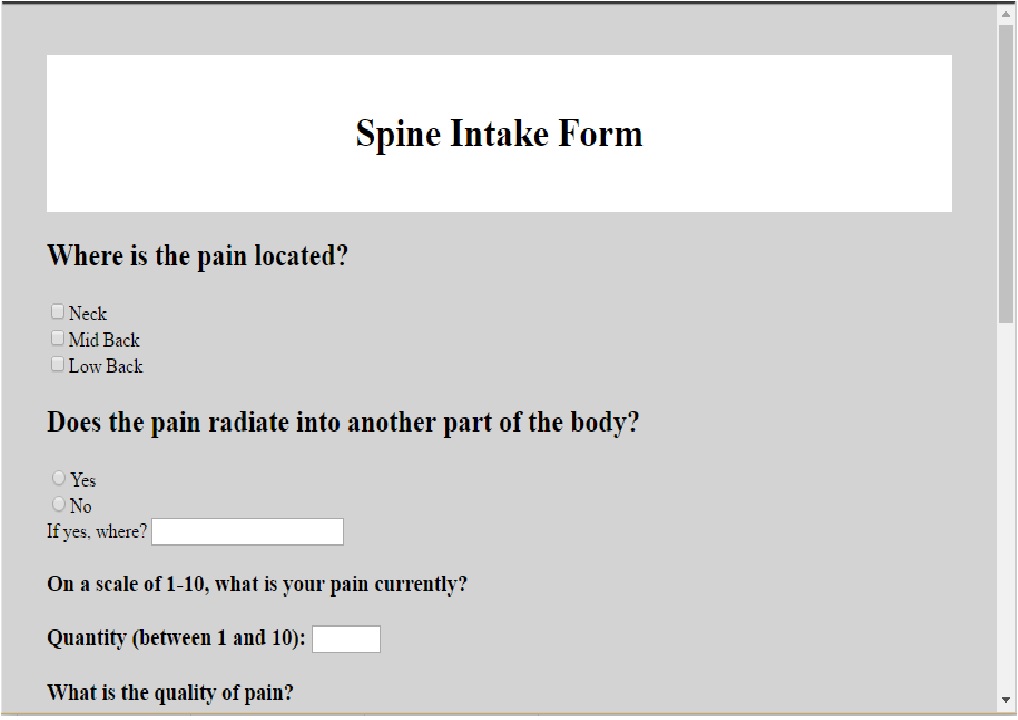 Spine Intake Form
Where is the pain located?
Neck
Mid Back
Low Back
Does the pain radiate into another part of the body?
Yes
No
If yes, where?
On a scale of 1-10, what is your pain currently?
Quantity (between 1 and 10):
What is the quality of pain?